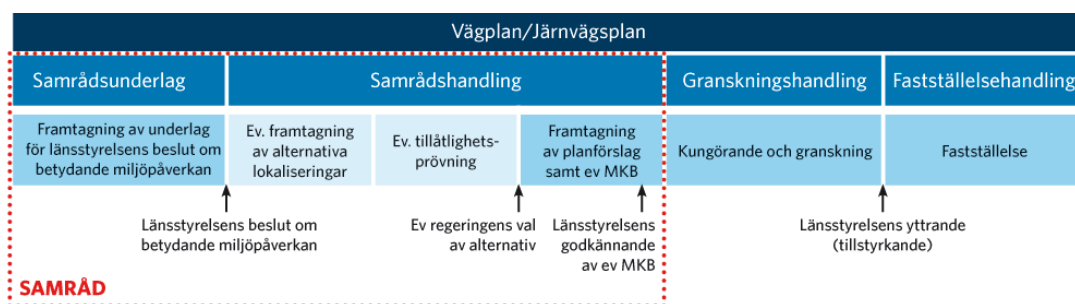 Vägplan/Järnvägsplan
Samrådsunderlag
Samrådshandling
Granskningshandling
Fastställelsehandling
Framtagning av underlag
för länsstyrelsens beslut om
betydande miljöpåverkan
Ev. framtagning
av alternativa
lokaliseringar
Ev. tillåtlighets-
prövning
Framtagning
av planförslag
samt ev MKB
Kungörande och granskning
Fastställelse
Länsstyrelsens beslut om
betydande miljöpåverkan
Ev regeringens val
av alternativ
Länsstyrelsens
godkännande
av ev MKB
Länsstyrelsens yttrande
(tillstyrkande)
SAMRÅD